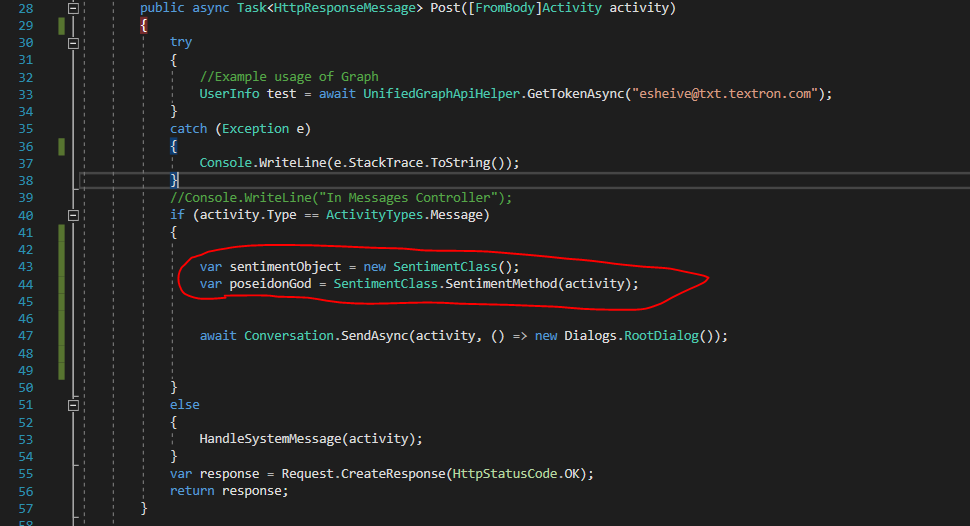 28 public async Task<HttpResponseMessage> Post([FromBody]Activity activity)
29 {
30 try
31 {
32 //Example usage of Graph
33 UserInfo test = await UnifiedGraphApiHelper.GetTokenAsync("esheive@txt.textron.com");
34 }
35 catch (Exception e)
36 {
37 Console.WriteLine(e.StackTrace.ToString());
38 }
39 //Console.WriteLine("In Messages Controller");
40 if (activity.Type == ActivityTypes.Message)
41 {
42
43 var sentimentObject = new SentimentClass();
44 var poseidonGod = SentimentClass.SentimentMethod(activity);
45
46
47 await Conversation.SendAsync(activity, () => new Dialogs.RootDialog());
48
49
50 }
51 else
52 {
53 HandleSystemMessage(activity);
54 }
55 var response = Request.CreateResponse(HttpStatusCode.OK);
56 return response;
57 }
58